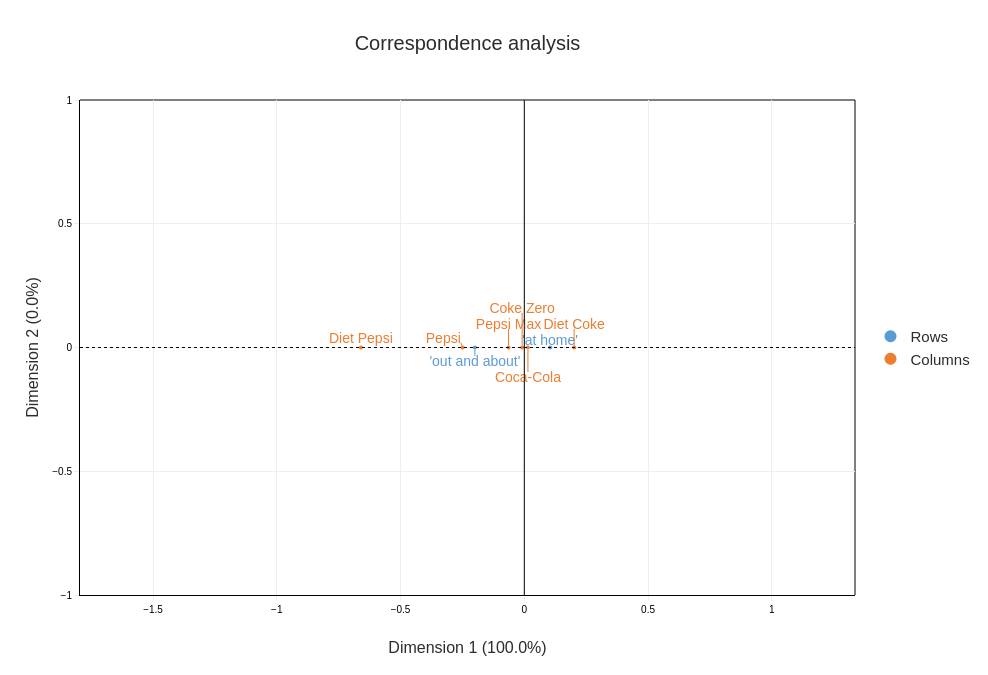 Correspondence analysis
1
0.5
0
−0.5
−1
Dimension 2 (0.0%)
Coke Zero
Pepsi Max
Diet Coke
Diet Pepsi
Pepsi
'at home'
'out and about'
Coca-Cola
Rows
Columns
−1.5
−1
−0.5
0
0.5
1
Dimension 1 (100.0%)